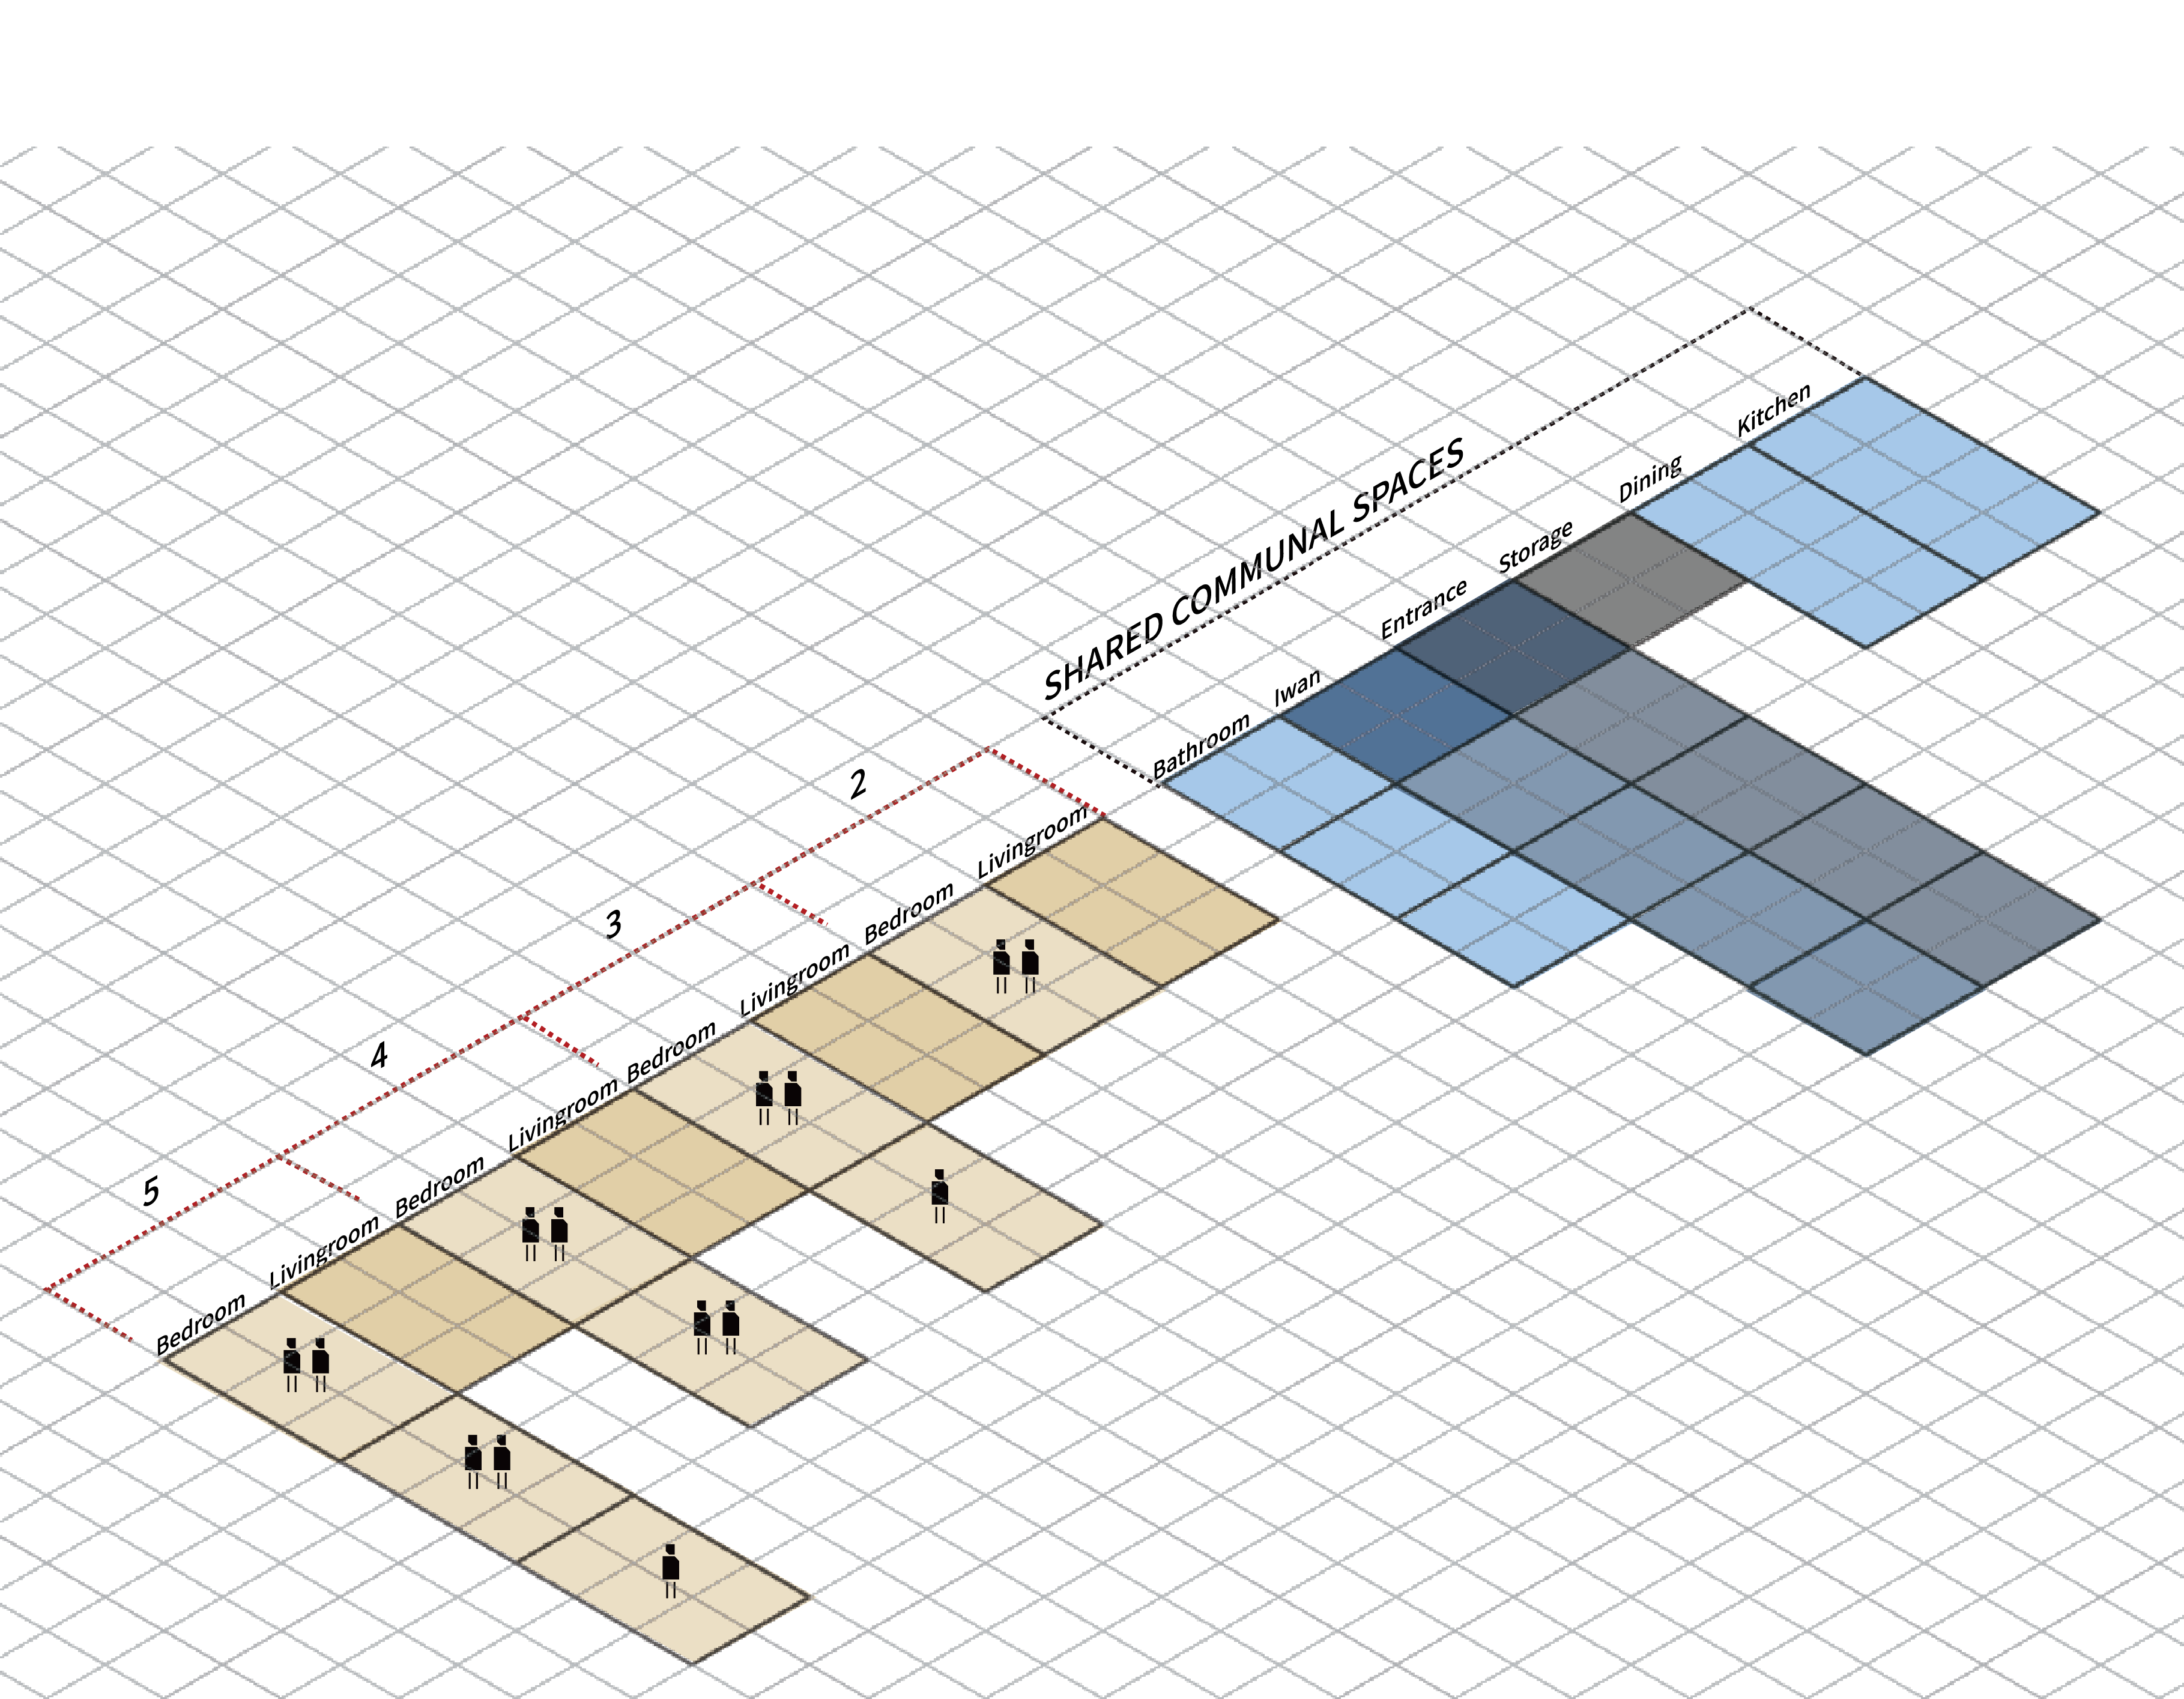 SHARED COMMUNAL SPACES
Kitchen
Dining
Storage
Entrance
Iwan
Bathroom
2
Livingroom
Bedroom
3
Livingroom
Bedroom
4
Livingroom
Bedroom
5
Livingroom
Bedroom